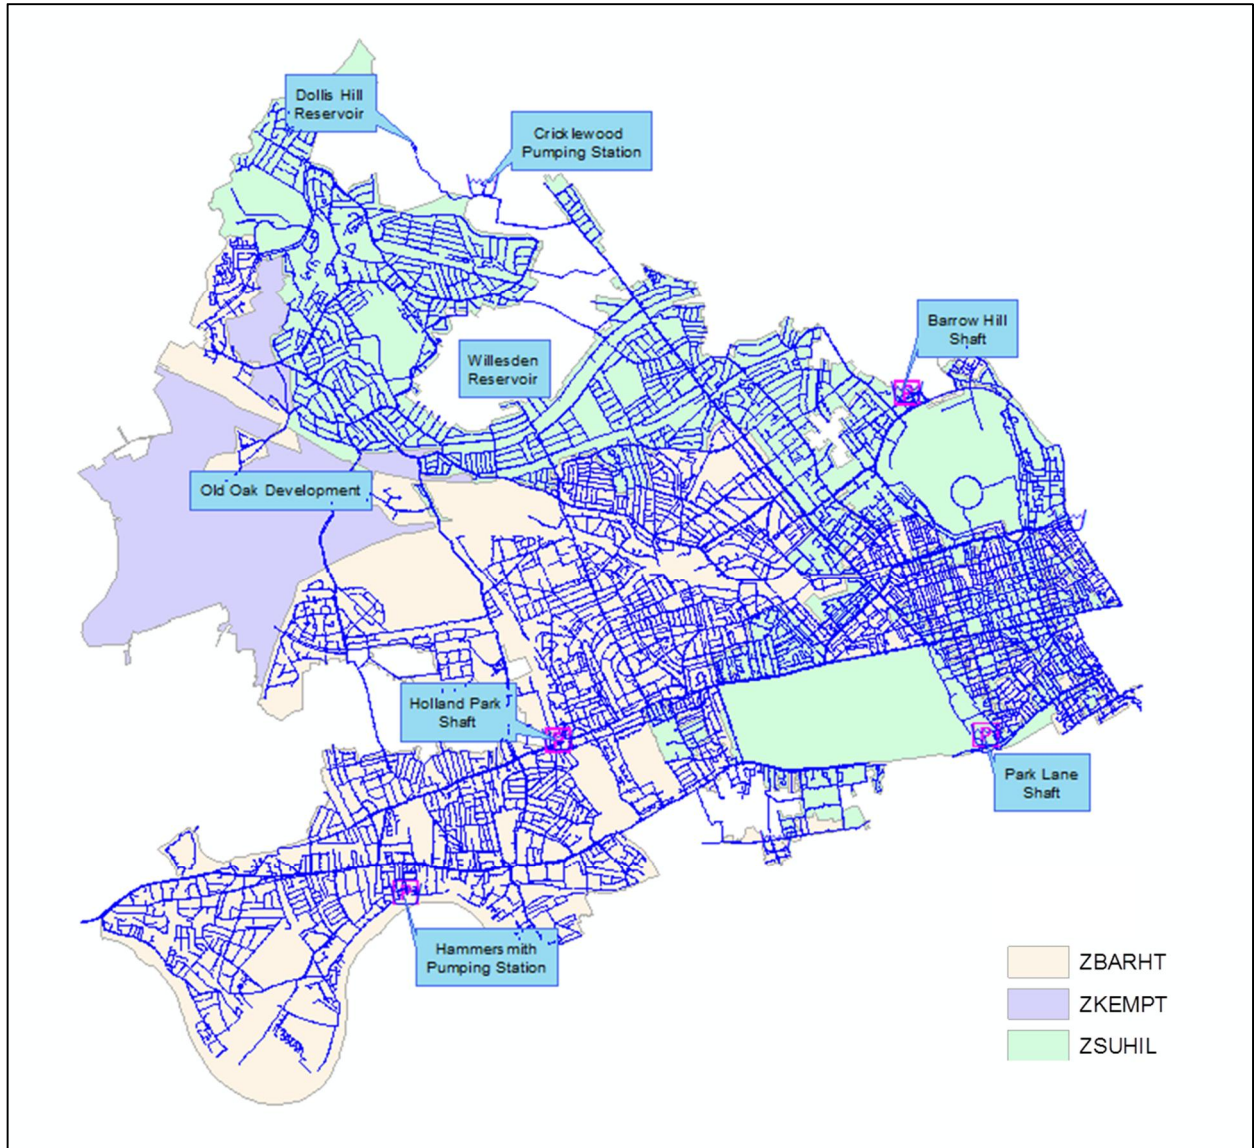 Dollis Hill
Reservoir
Cricklewood
Pumping Station
Barrow Hill
Shaft
Willesden
Reservoir
Old Oak Development
Holland Park
Shaft
Park Lane
Shaft
Hammersmith
Pumping Station
ZBARHT
ZKEMPT
ZSUHIL